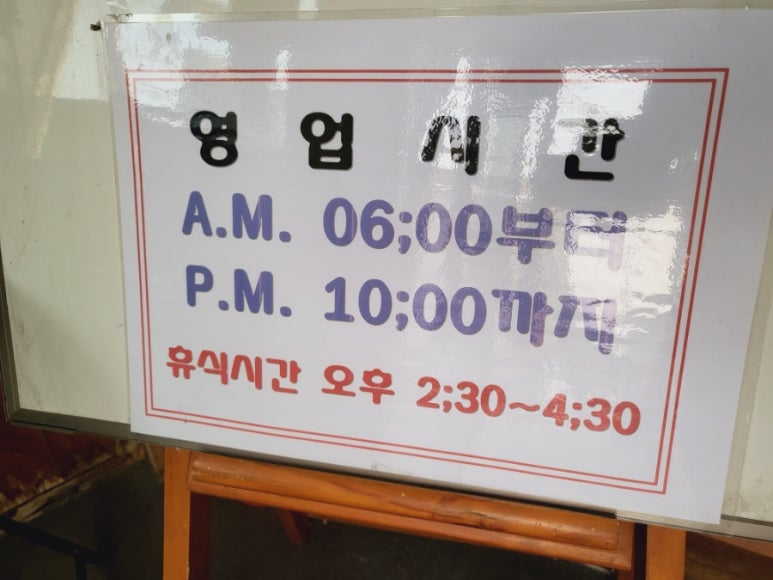 영 업 시 간
A.M. 06;00부터
P.M. 10;00까지
휴식시간 오후 2;30~4;30